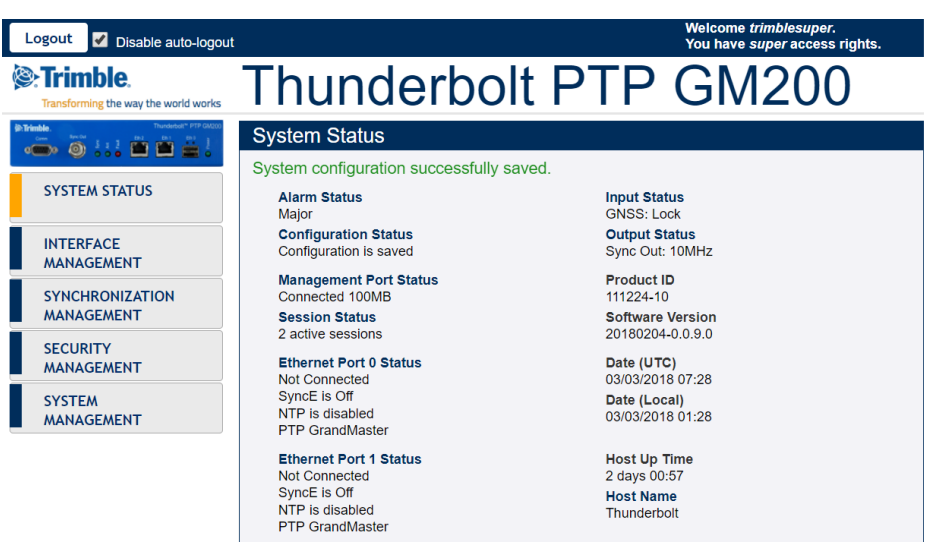 Logout
Disable auto-logout
Welcome trimblesuper.
You have super access rights.
Trimble.
Transforming the way the world works
Thunderbolt PTP GM200
Trimble.
Thunderbolt™ PTP GM200
System Status
System configuration successfully saved.
SYSTEM STATUS
INTERFACE
MANAGEMENT
SYNCHRONIZATION
MANAGEMENT
SECURITY
MANAGEMENT
SYSTEM
MANAGEMENT
Alarm Status
Major
Configuration Status
Configuration is saved
Management Port Status
Connected 100MB
Session Status
2 active sessions
Ethernet Port 0 Status
Not Connected
SyncE is Off
NTP is disabled
PTP GrandMaster
Ethernet Port 1 Status
Not Connected
SyncE is Off
NTP is disabled
PTP GrandMaster
Input Status
GNSS: Lock
Output Status
Sync Out: 10MHz
Product ID
111224-10
Software Version
20180204-0.0.9.0
Date (UTC)
03/03/2018 07:28
Date (Local)
03/03/2018 01:28
Host Up Time
2 days 00:57
Host Name
Thunderbolt